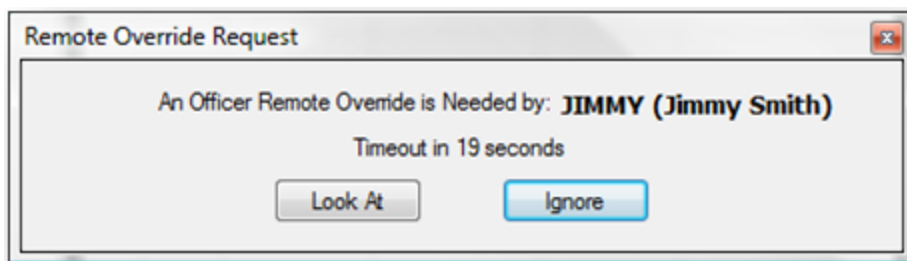 Remote Override Request
An Officer Remote Override is Needed by: JIMMY (Jimmy Smith)
Timeout in 19 seconds
Look At
Ignore